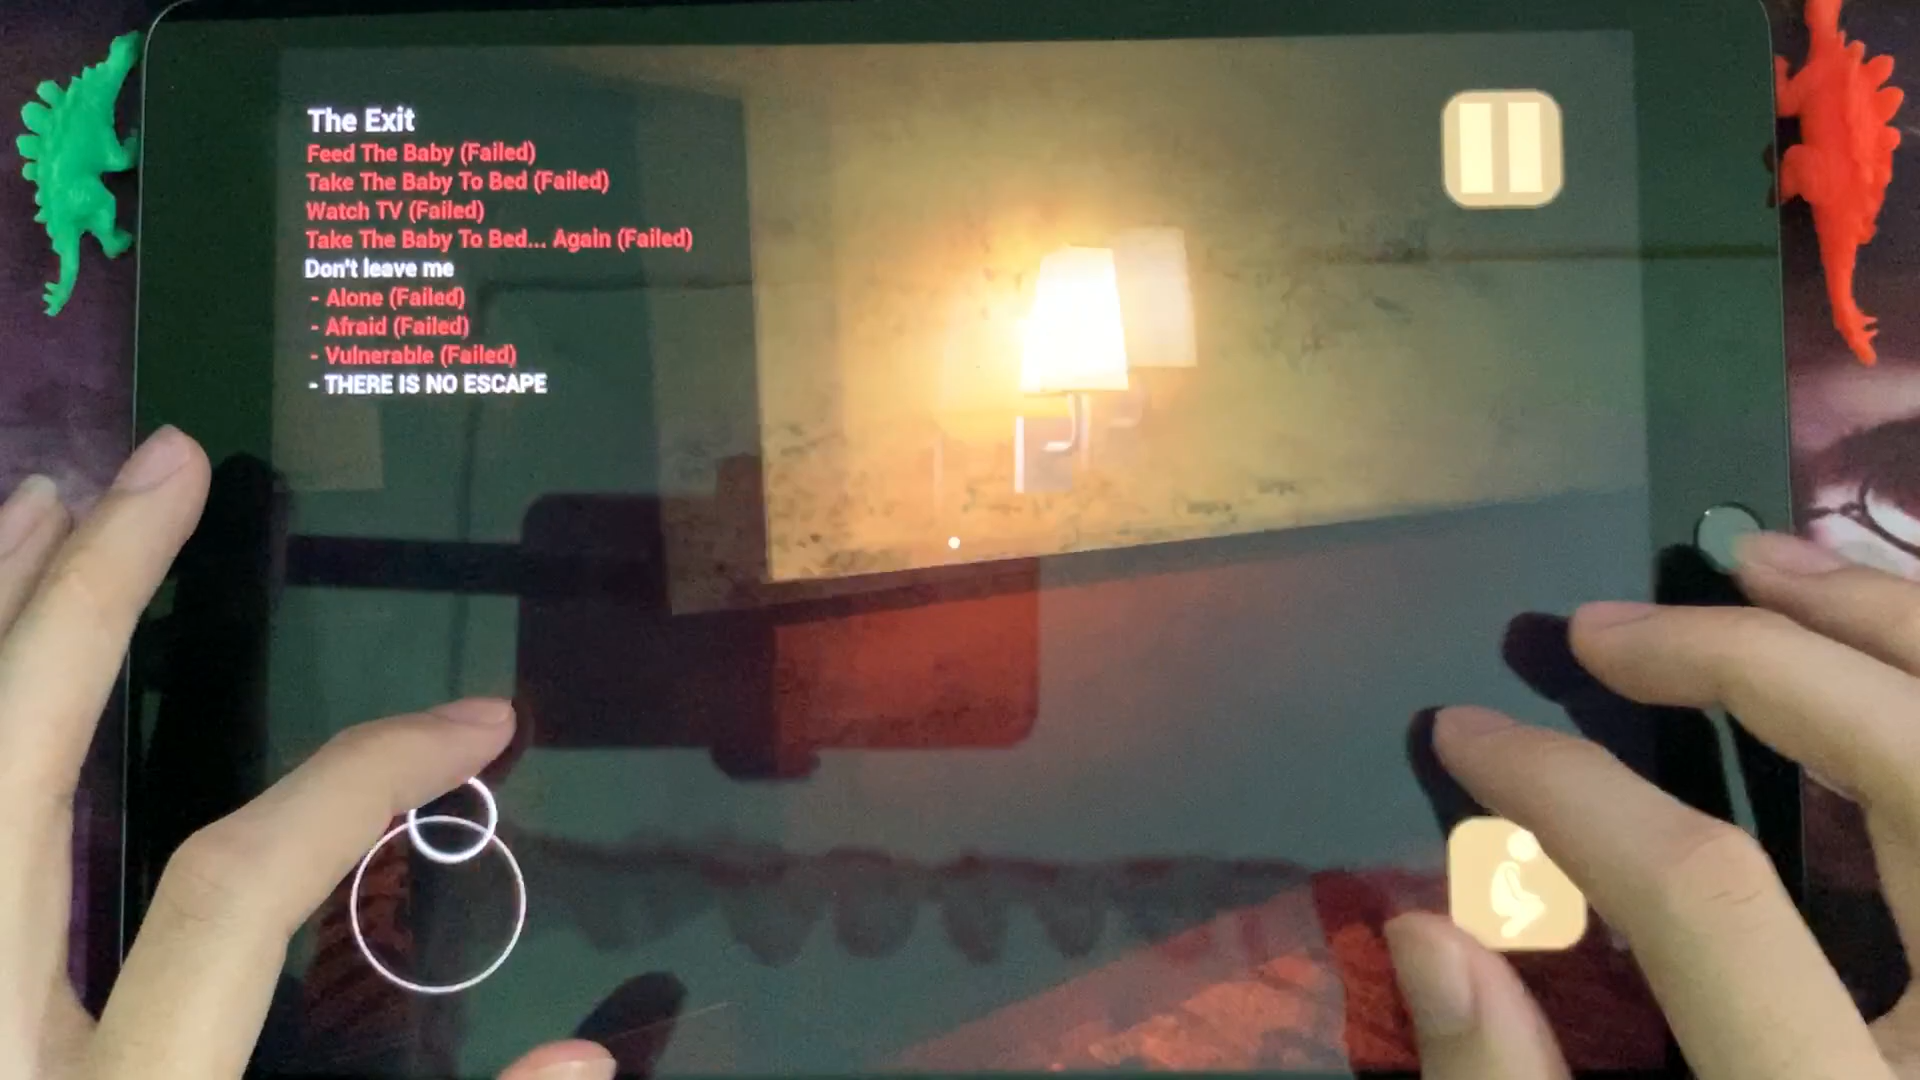 The Exit
Feed The Baby (Failed)
Take The Baby To Bed (Failed)
Watch TV (Failed)
Take The Baby To Bed... Again (Failed)
Don't leave me
- Alone (Failed)
- Afraid (Failed)
- Vulnerable (Failed)
- THERE IS NO ESCAPE